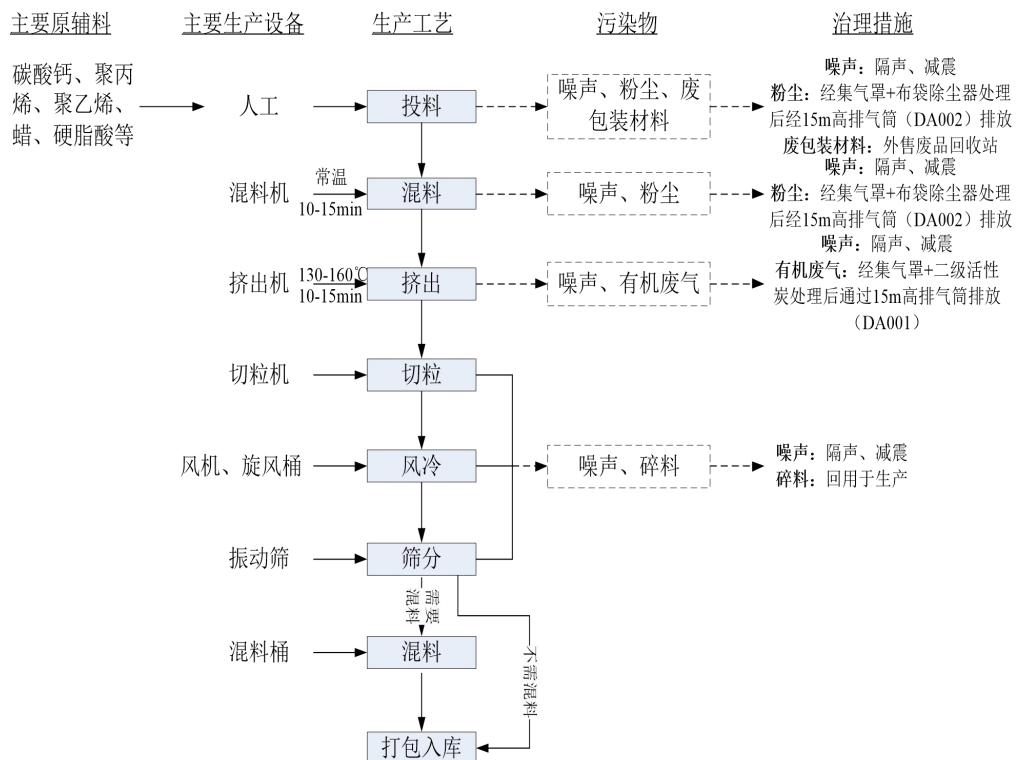 主要原辅料
主要生产设备
生产工艺
污染物
治理措施
碳酸钙、聚丙
烯、聚乙烯、
蜡、硬脂酸等
人工
投料
噪声、粉尘、废
包装材料
噪声：隔声、减震
粉尘：经集气罩+布袋除尘器处理
后经15m高排气筒（DA002）排放
废包装材料：外售废品回收站
混料机
常温
10-15min
混料
噪声、粉尘
噪声：隔声、减震
粉尘：经集气罩+布袋除尘器处理
后经15m高排气筒（DA002）排放
挤出机
130-160℃
10-15min
挤出
噪声、有机废气
噪声：隔声、减震
有机废气：经集气罩+二级活性
炭处理后通过15m高排气筒排放
（DA001）
切粒机
切粒
风机、旋风桶
风冷
噪声、碎料
噪声：隔声、减震
碎料：回用于生产
振动筛
筛分
需要
混料
不需混料
混料桶
混料
打包入库